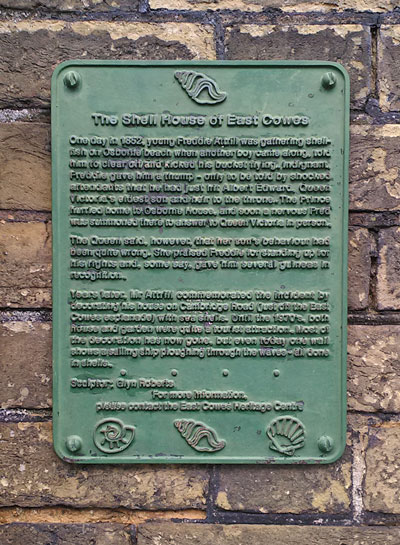 The Shell House of East Cowes
One day in 1852, young Freddie Attrill was gathering shell-
fish off Osborne beach when another boy came along, told
him to clear off and kicked his bucket flying. Indignant,
Freddie gave him a thump - only to be told by shocked
attendants that he had just hit Albert Edward, Queen
Victoria's eldest son and heir to the throne. The Prince
hurried home to Osborne House, and soon a nervous Fred
was summoned there to answer to Queen Victoria in person.
The Queen said, however, that her son's behaviour had
been quite wrong. She praised Freddie for standing up for
his rights and, some say, gave him several guineas in
recognition.
Years later, Mr Attrill commemorated the incident by
decorating his house in Cambridge Road (just off the East
Cowes esplanade) with sea shells. Until the 1970's, both
house and garden were quite a tourist attraction. Most of
the decoration has now gone, but even today one wall
shows a sailing ship ploughing through the waves - all done
in shells.
Sculptor: Glyn Roberts
For more information,
please contact the East Cowes Heritage Centre